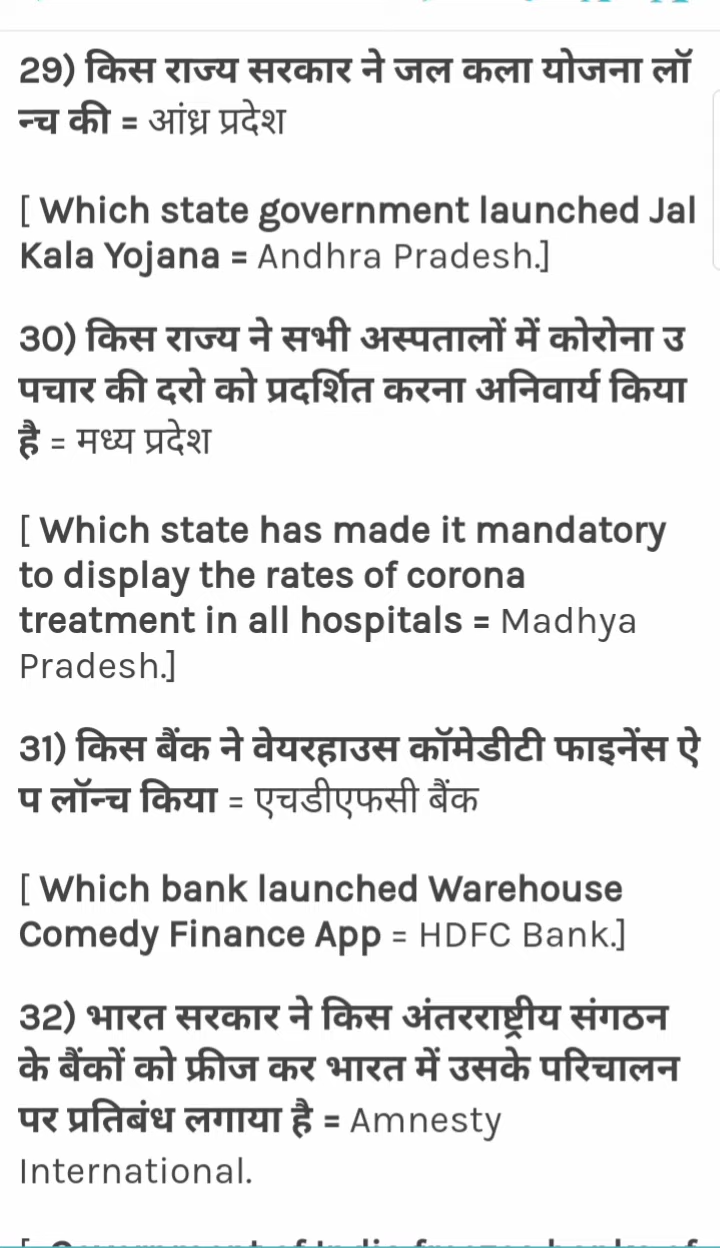 29) किस राज्य सरकार ने जल कला योजना लॉ
न्च की = आंध्र प्रदेश
[ Which state government launched Jal
Kala Yojana = Andhra Pradesh.]
30) किस राज्य ने सभी अस्पतालों में कोरोना उ
पचार की दरो को प्रदर्शित करना अनिवार्य किया
है = मध्य प्रदेश
[ Which state has made it mandatory
to display the rates of corona
treatment in all hospitals = Madhya
Pradesh.]
31) किस बैंक ने वेयरहाउस कॉमेडीटी फाइनेंस ऐ
प लॉन्च किया = एचडीएफसी बैंक
[ Which bank launched Warehouse
Comedy Finance App = HDFC Bank.]
32) भारत सरकार ने किस अंतरराष्ट्रीय संगठन
के बैंकों को फ्रीज कर भारत में उसके परिचालन
पर प्रतिबंध लगाया है = Amnesty
International.